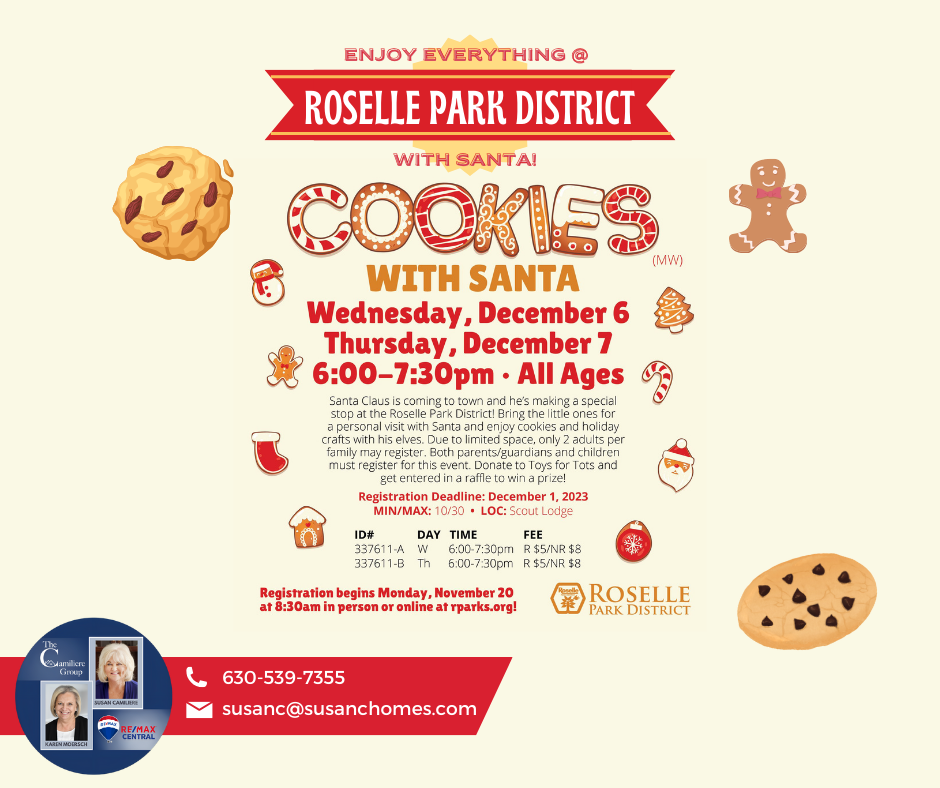 ENJOY EVERYTHING @
ROSELLE PARK DISTRICT
WITH SANTA!
COOKIES
(MW)
WITH SANTA
Wednesday, December 6
Thursday, December 7
6:00–7:30pm · All Ages
Santa Claus is coming to town and he's making a special
stop at the Roselle Park District! Bring the little ones for
a personal visit with Santa and enjoy cookies and holiday
crafts with his elves. Due to limited space, only 2 adults per
family may register. Both parents/guardians and children
must register for this event. Donate to Toys for Tots and
get entered in a raffle to win a prize!
Registration Deadline: December 1, 2023
MIN/MAX: 10/30 • LOC: Scout Lodge
ID# DAY TIME FEE
337611-A W 6:00-7:30pm R $5/NR $8
337611-B Th 6:00-7:30pm R $5/NR $8
Registration begins Monday, November 20
at 8:30am in person or online at rparks.org!
Roselle
ROSELLE
PARK DISTRICT
The
Camiliere
Group
SUSAN CAMILIERE
KAREN MOERSCH
RE/MAX
RE/MAX
CENTRAL
630-539-7355
susanc@susanchomes.com